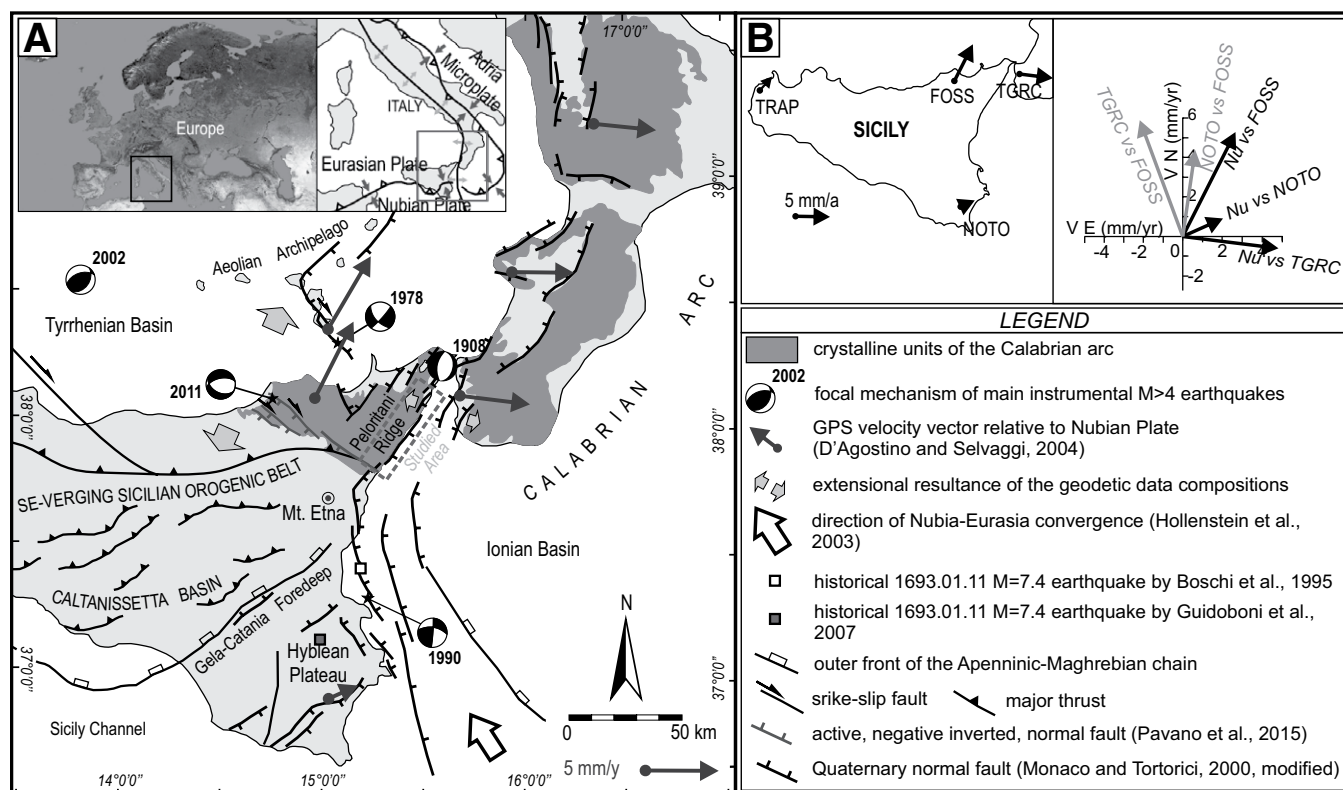 A
Europe
ITALY
Adria
Microplate
Eurasian Plate
Nubian Plate
17°0'0"
39°0'0"
2002
Aeolian Archipelago
1978
Tyrrhenian Basin
1908
2011
38°0'0"
38°0'0"
Peloritani
Ridge
Studied
Area
CALABRIAN
ARC
SE-VERGING SICILIAN OROGENIC BELT
Mt. Etna
Ionian Basin
CALTANISSETTA BASIN
Gela-Catania Foredeep
N
Hyblean
Plateau
1990
37°0'0"
37°0'0"
Sicily Channel
0 50 km
5 mm/y
14°0'0"
15°0'0"
16°0'0"
B
TRAP
FOSS
TGRC
SICILY
5 mm/a
NOTO
TGRC vs FOSS
V N (mm/yr)
6
4
2
NOTO vs FOSS
Nu vs FOSS
Nu vs NOTO
V E (mm/yr)
-4
-2
0
2
4
Nu vs TGRC
-2
LEGEND
crystalline units of the Calabrian arc
2002
focal mechanism of main instrumental M>4 earthquakes
GPS velocity vector relative to Nubian Plate
(D'Agostino and Selvaggi, 2004)
extensional resultance of the geodetic data compositions
direction of Nubia-Eurasia convergence (Hollenstein et al.,
2003)
historical 1693.01.11 M=7.4 earthquake by Boschi et al., 1995
historical 1693.01.11 M=7.4 earthquake by Guidoboni et al.,
2007
outer front of the Apenninic-Maghrebian chain
srike-slip fault
major thrust
active, negative inverted, normal fault (Pavano et al., 2015)
Quaternary normal fault (Monaco and Tortorici, 2000, modified)